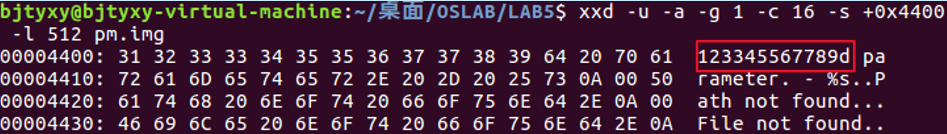 bjtyxy@bjtyxy-virtual-machine:~/桌面/OSLAB/LAB5$ xxd -u -a -g 1 -c 16 -s +0x4400
-l 512 pm.img
00004400: 31 32 33 33 34 35 35 36 37 37 38 39 64 20 70 61  123345567789d pa
00004410: 72 61 6D 65 74 65 72 2E 20 2D 20 25 73 0A 00 50  rameter. - %s..P
00004420: 61 74 68 20 6E 6F 74 20 66 6F 75 6E 64 2E 0A 00  ath not found...
00004430: 46 69 6C 65 20 6E 6F 74 20 66 6F 75 6E 64 2E 0A  File not found..